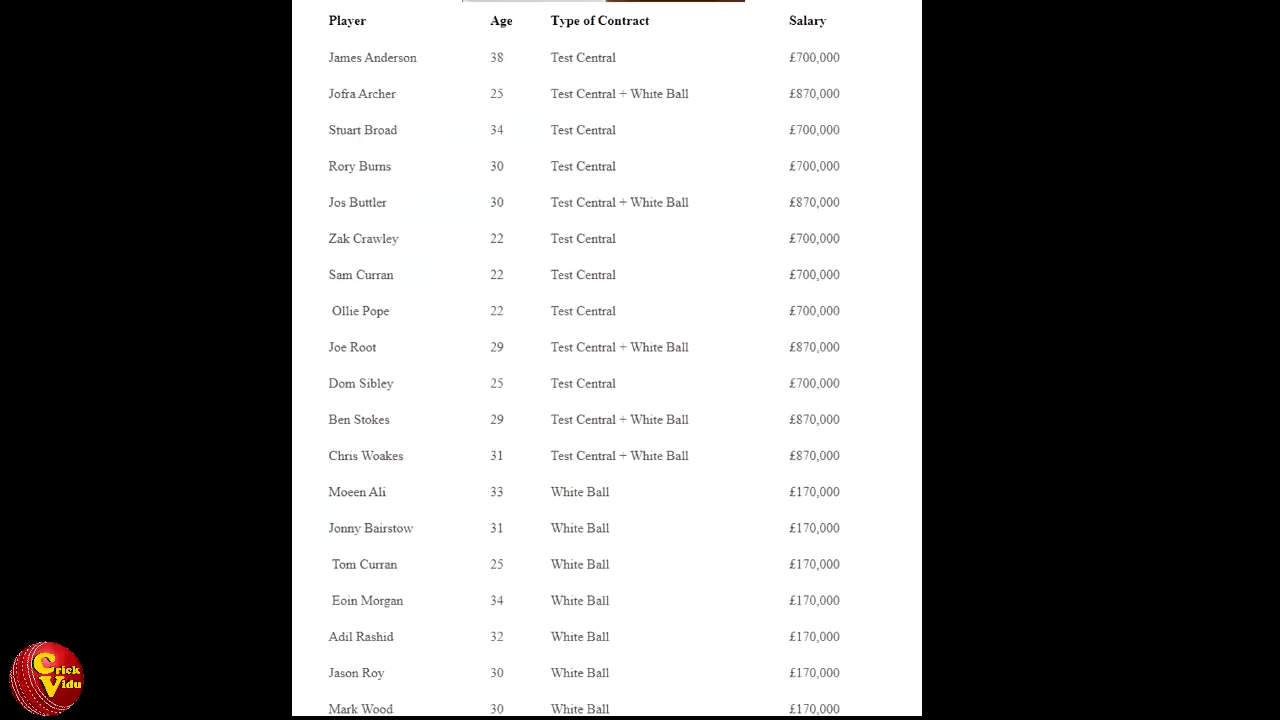 Player Age Type of Contract Salary
James Anderson 38 Test Central £700,000
Jofra Archer 25 Test Central + White Ball £870,000
Stuart Broad 34 Test Central £700,000
Rory Burns 30 Test Central £700,000
Jos Buttler 30 Test Central + White Ball £870,000
Zak Crawley 22 Test Central £700,000
Sam Curran 22 Test Central £700,000
Ollie Pope 22 Test Central £700,000
Joe Root 29 Test Central + White Ball £870,000
Dom Sibley 25 Test Central £700,000
Ben Stokes 29 Test Central + White Ball £870,000
Chris Woakes 31 Test Central + White Ball £870,000
Moeen Ali 33 White Ball £170,000
Jonny Bairstow 31 White Ball £170,000
Tom Curran 25 White Ball £170,000
Eoin Morgan 34 White Ball £170,000
Adil Rashid 32 White Ball £170,000
Jason Roy 30 White Ball £170,000
Mark Wood 30 White Ball £170,000
Crick
Vidu